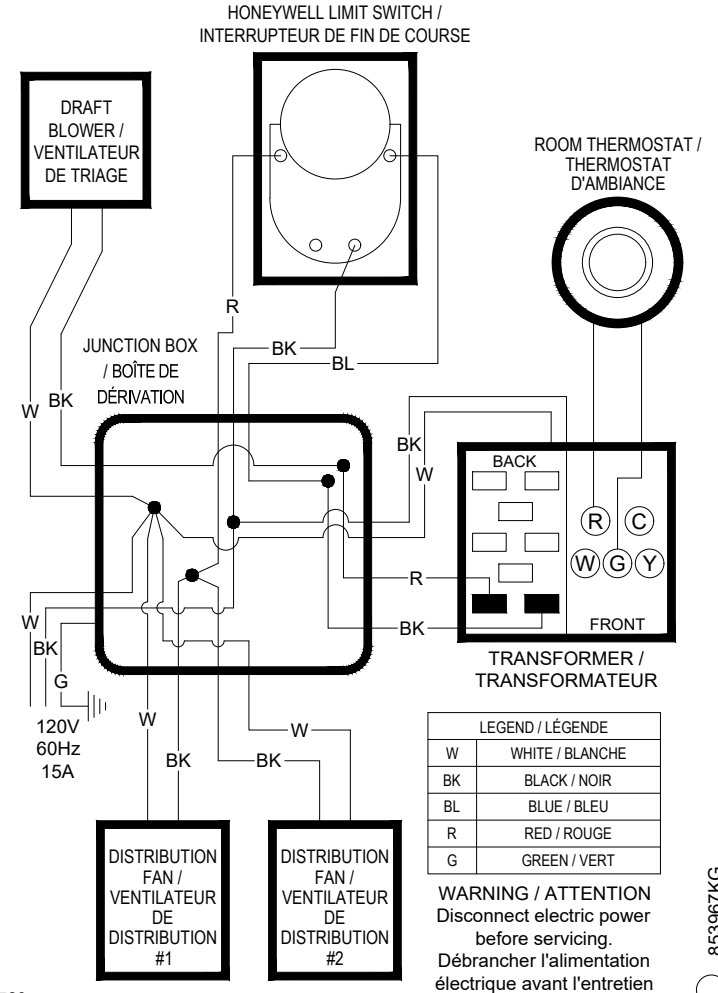 HONEYWELL LIMIT SWITCH /
INTERRUPTEUR DE FIN DE COURSE
DRAFT
BLOWER /
VENTILATEUR
DE TRIAGE
ROOM THERMOSTAT /
THERMOSTAT
D'AMBIANCE
R
BK
BL
JUNCTION BOX
/ BOÎTE DE
DÉRIVATION
W
BK
BK
W
BACK
R
C
W
G
Y
FRONT
R
BK
TRANSFORMER /
TRANSFORMATEUR
W
BK
G
120V
60Hz
15A
W
BK
BK
W
LEGEND / LÉGENDE
W WHITE / BLANCHE
BK BLACK / NOIR
BL BLUE / BLEU
R RED / ROUGE
G GREEN / VERT
DISTRIBUTION
FAN /
VENTILATEUR
DE
DISTRIBUTION
#1
DISTRIBUTION
FAN /
VENTILATEUR
DE
DISTRIBUTION
#2
WARNING / ATTENTION
Disconnect electric power
before servicing.
Débrancher l'alimentation
électrique avant l'entretien
853967KG